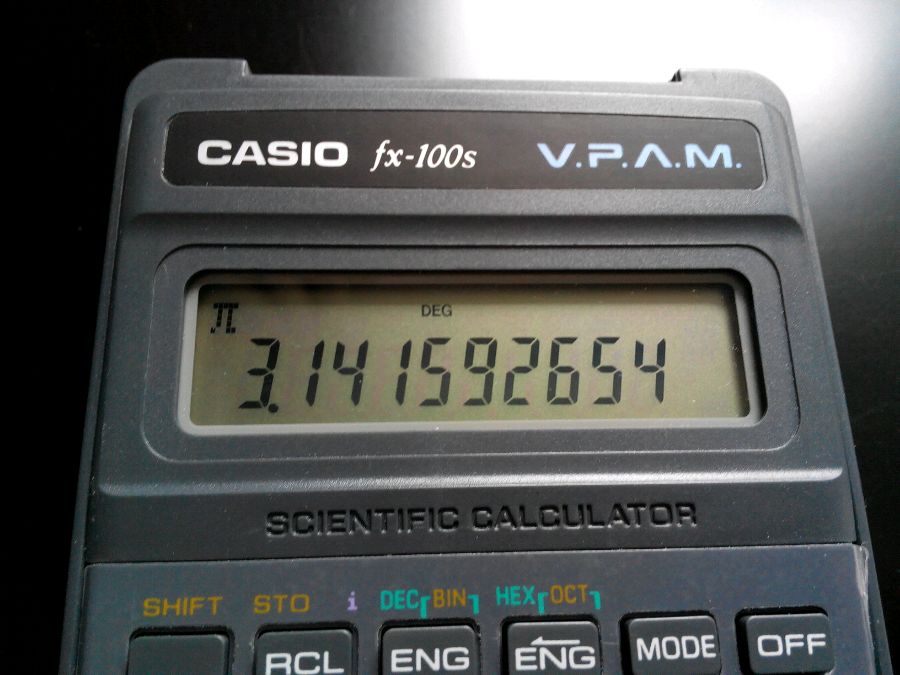 CASIO fx-100s V.P.A.M.
DEG
π
3.141592654
SCIENTIFIC CALCULATOR
SHIFT STO i DEC BIN HEX OCT
RCL ENG ENG MODE OFF